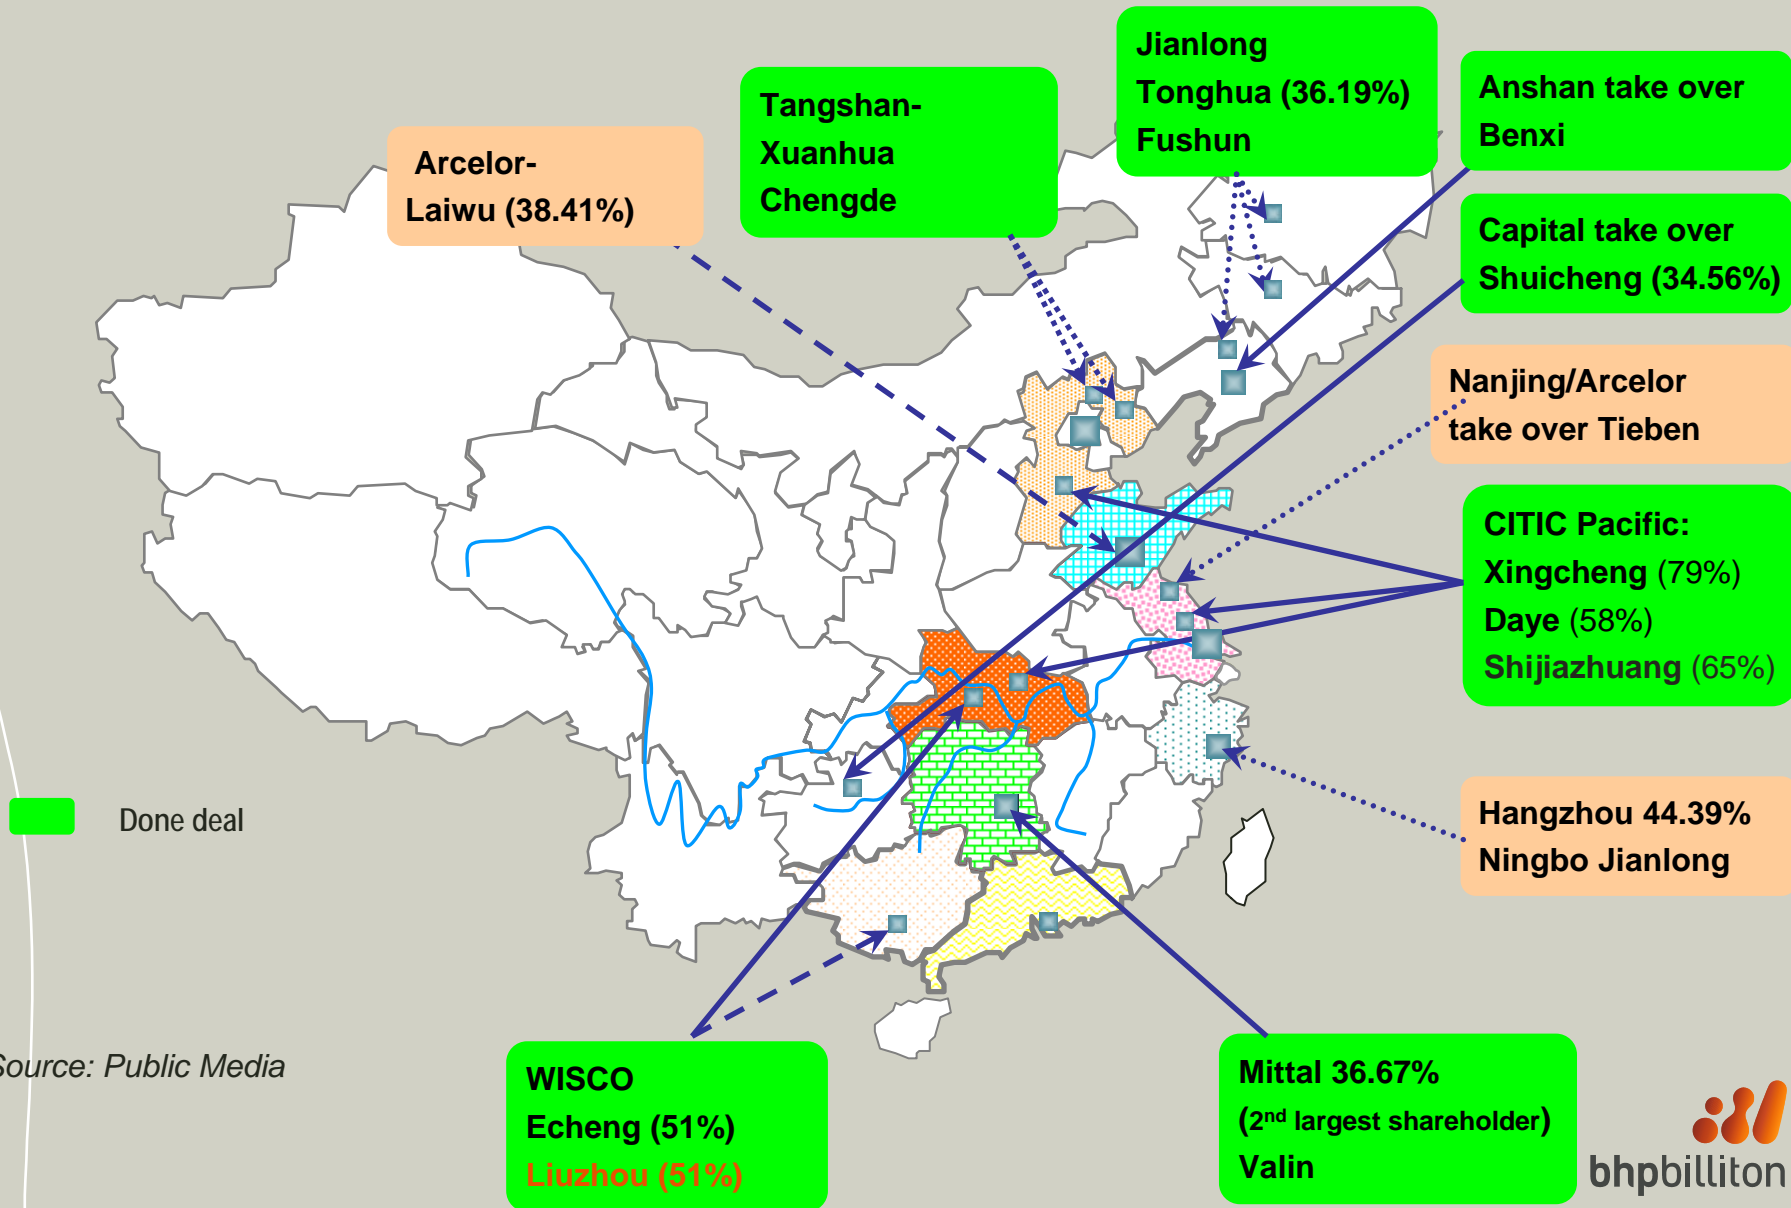 Jianlong
Tonghua (36.19%)
Fushun
Anshan take over
Benxi
Tangshan-
Xuanhua
Chengde
Arcelor-
Laiwu (38.41%)
Capital take over
Shuicheng (34.56%)
Nanjing/Arcelor
take over Tieben
CITIC Pacific:
Xingcheng (79%)
Daye (58%)
Shijiazhuang (65%)
Hangzhou 44.39%
Ningbo Jianlong
Done deal
Source: Public Media
WISCO
Echeng (51%)
Liuzhou (51%)
Mittal 36.67%
(2nd largest shareholder)
Valin
bhpbilliton